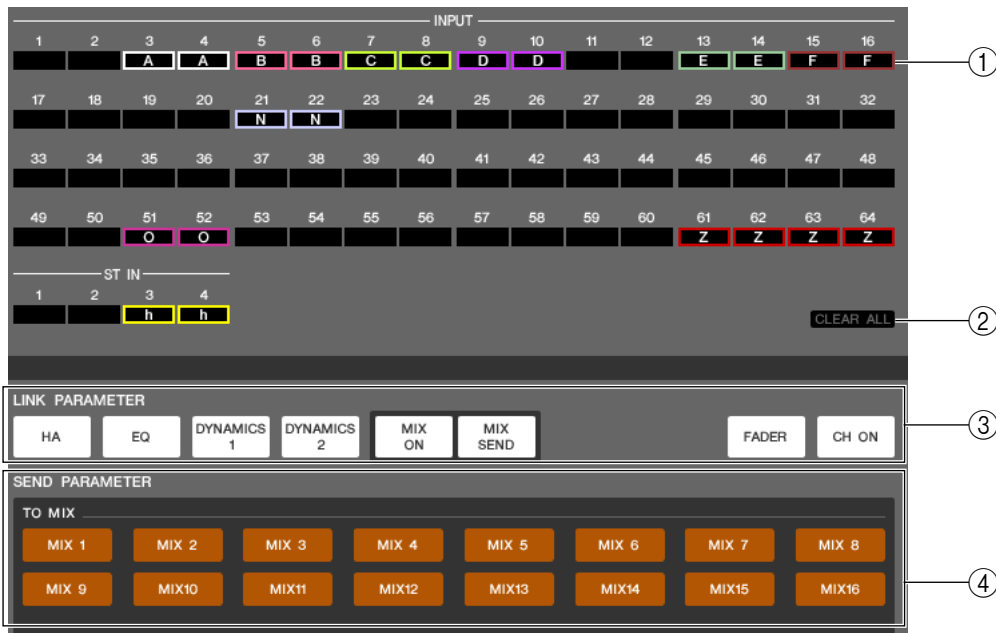 INPUT
1 2 3 4 5 6 7 8 9 10 11 12 13 14 15 16
A A B B C C D D E E F F
①
17 18 19 20 21 22 23 24 25 26 27 28 29 30 31 32
N N
33 34 35 36 37 38 39 40 41 42 43 44 45 46 47 48
49 50 51 52 53 54 55 56 57 58 59 60 61 62 63 64
O O Z Z Z Z
ST IN
1 2 3 4
h h
CLEAR ALL
②
LINK PARAMETER
HA EQ DYNAMICS 1 DYNAMICS 2 MIX ON MIX SEND FADER CH ON
③
SEND PARAMETER
TO MIX
MIX 1 MIX 2 MIX 3 MIX 4 MIX 5 MIX 6 MIX 7 MIX 8
MIX 9 MIX10 MIX11 MIX12 MIX13 MIX14 MIX15 MIX16
④